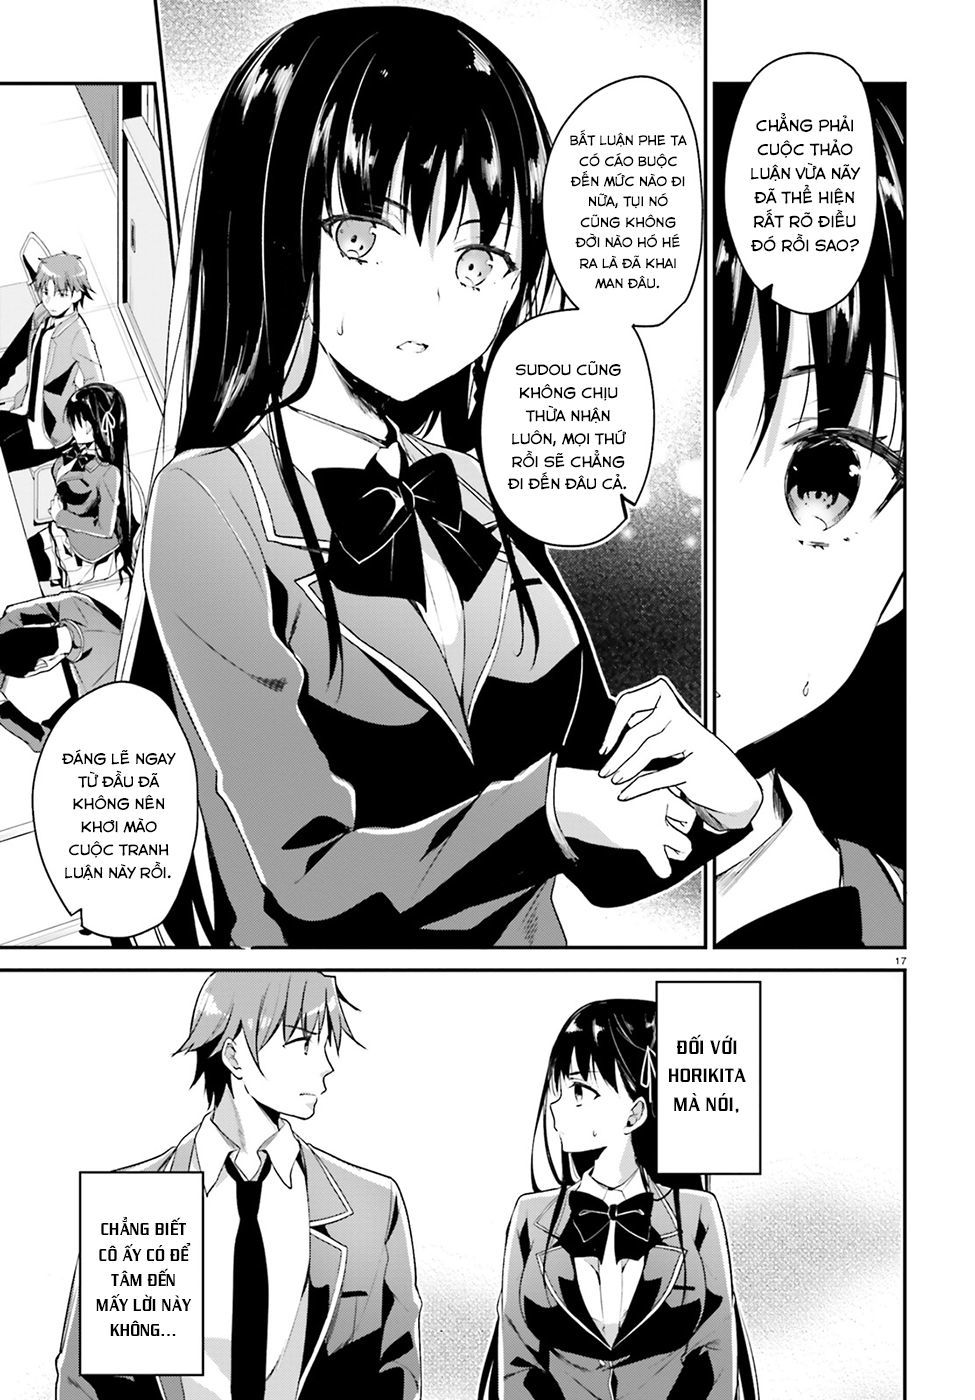 CHẲNG PHẢI
CUỘC THẢO
LUẬN VỪA NÃY
ĐÃ THỂ HIỆN
RẤT RÕ ĐIỀU
ĐÓ RỒI SAO?
BẤT LUẬN PHE TA
CÓ CÁO BUỘC
ĐẾN MỨC NÀO ĐI
NỮA, TỤI NÓ
CŨNG KHÔNG
ĐỜI NÀO HÓ HÉ
RA LÀ ĐÃ KHAI
MAN ĐÂU.
SUDOU CŨNG
KHÔNG CHỊU
THỪA NHẬN
LUÔN, MỌI THỨ
RỒI SẼ CHẲNG
ĐI ĐẾN ĐÂU CẢ.
ĐÁNG LẼ NGAY
TỪ ĐẦU ĐÃ
KHÔNG NÊN
KHƠI MÀO
CUỘC TRANH
LUẬN NÀY RỒI.
17
ĐỐI VỚI
HORIKITA
MÀ NÓI,
CHẲNG BIẾT
CÔ ẤY CÓ ĐỂ
TÂM ĐẾN
MẤY LỜI NÀY
KHÔNG...